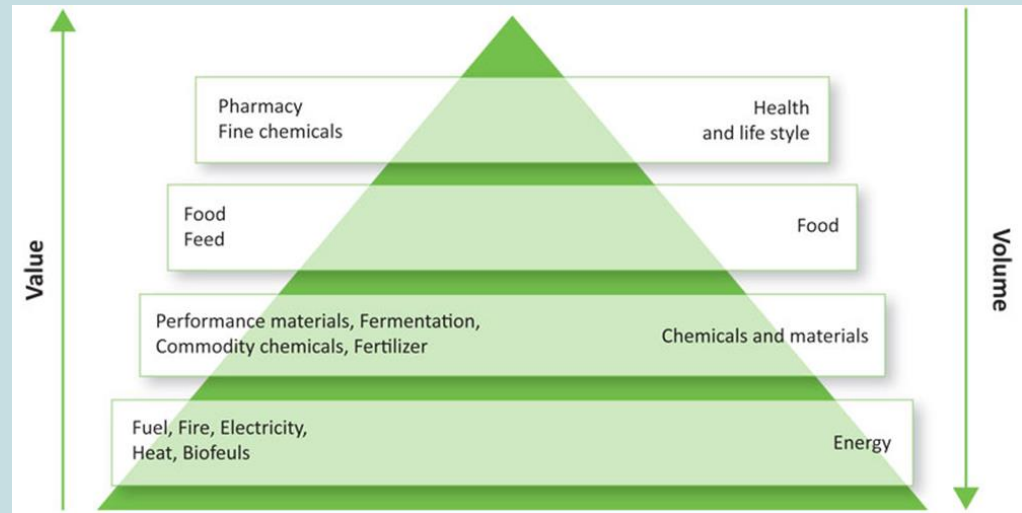 Value
Pharmacy
Fine chemicals
Health
and life style
Food
Feed
Food
Performance materials, Fermentation,
Commodity chemicals, Fertilizer
Chemicals and materials
Fuel, Fire, Electricity,
Heat, Biofeuls
Energy
Volume